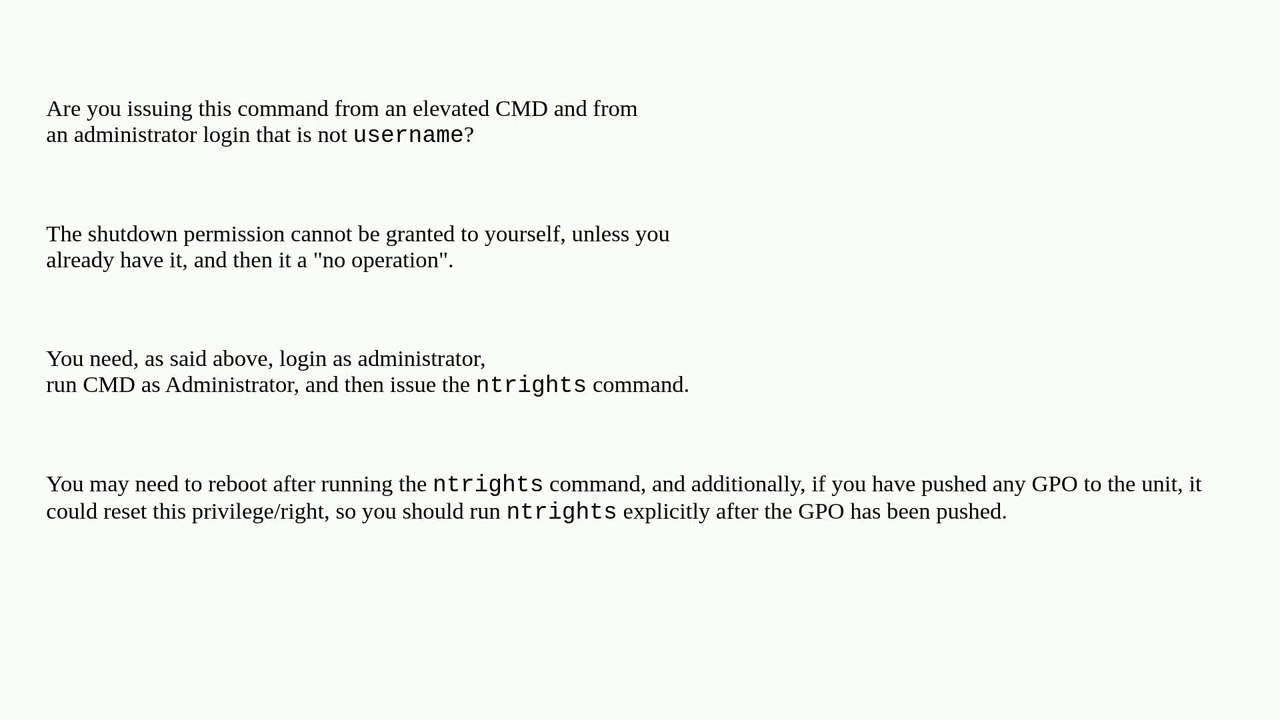 Are you issuing this command from an elevated CMD and from
an administrator login that is not username?
The shutdown permission cannot be granted to yourself, unless you
already have it, and then it a "no operation".
You need, as said above, login as administrator,
run CMD as Administrator, and then issue the ntrights command.
You may need to reboot after running the ntrights command, and additionally, if you have pushed any GPO to the unit, it
could reset this privilege/right, so you should run ntrights explicitly after the GPO has been pushed.